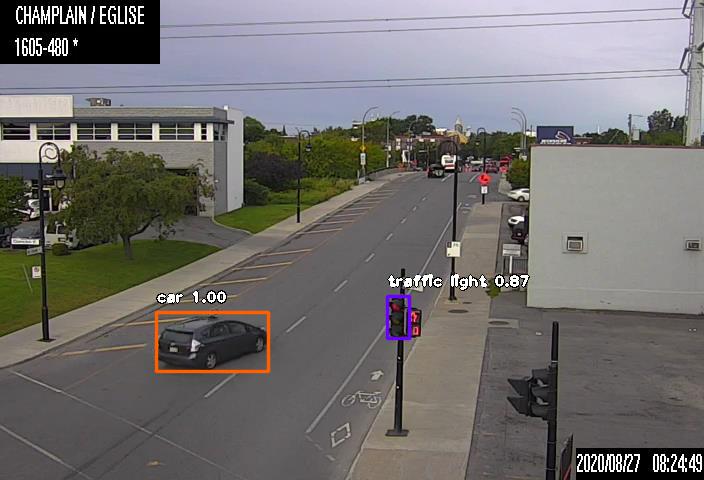 CHAMPLAIN / EGLISE
1605-480 *
car 1.00
traffic light 0.87
2020/08/27 08:24:49